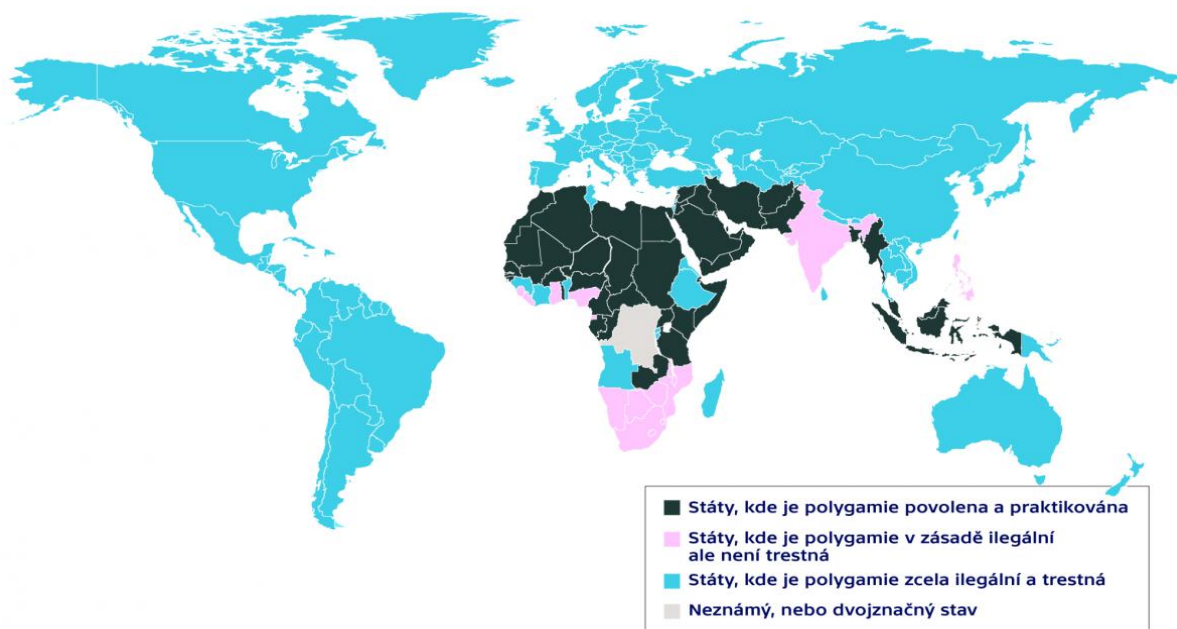 Státy, kde je polygamie povolena a praktikována
Státy, kde je polygamie v zásadě ilegální
ale není trestná
Státy, kde je polygamie zcela ilegální a trestná
Neznámý, nebo dvojznačný stav